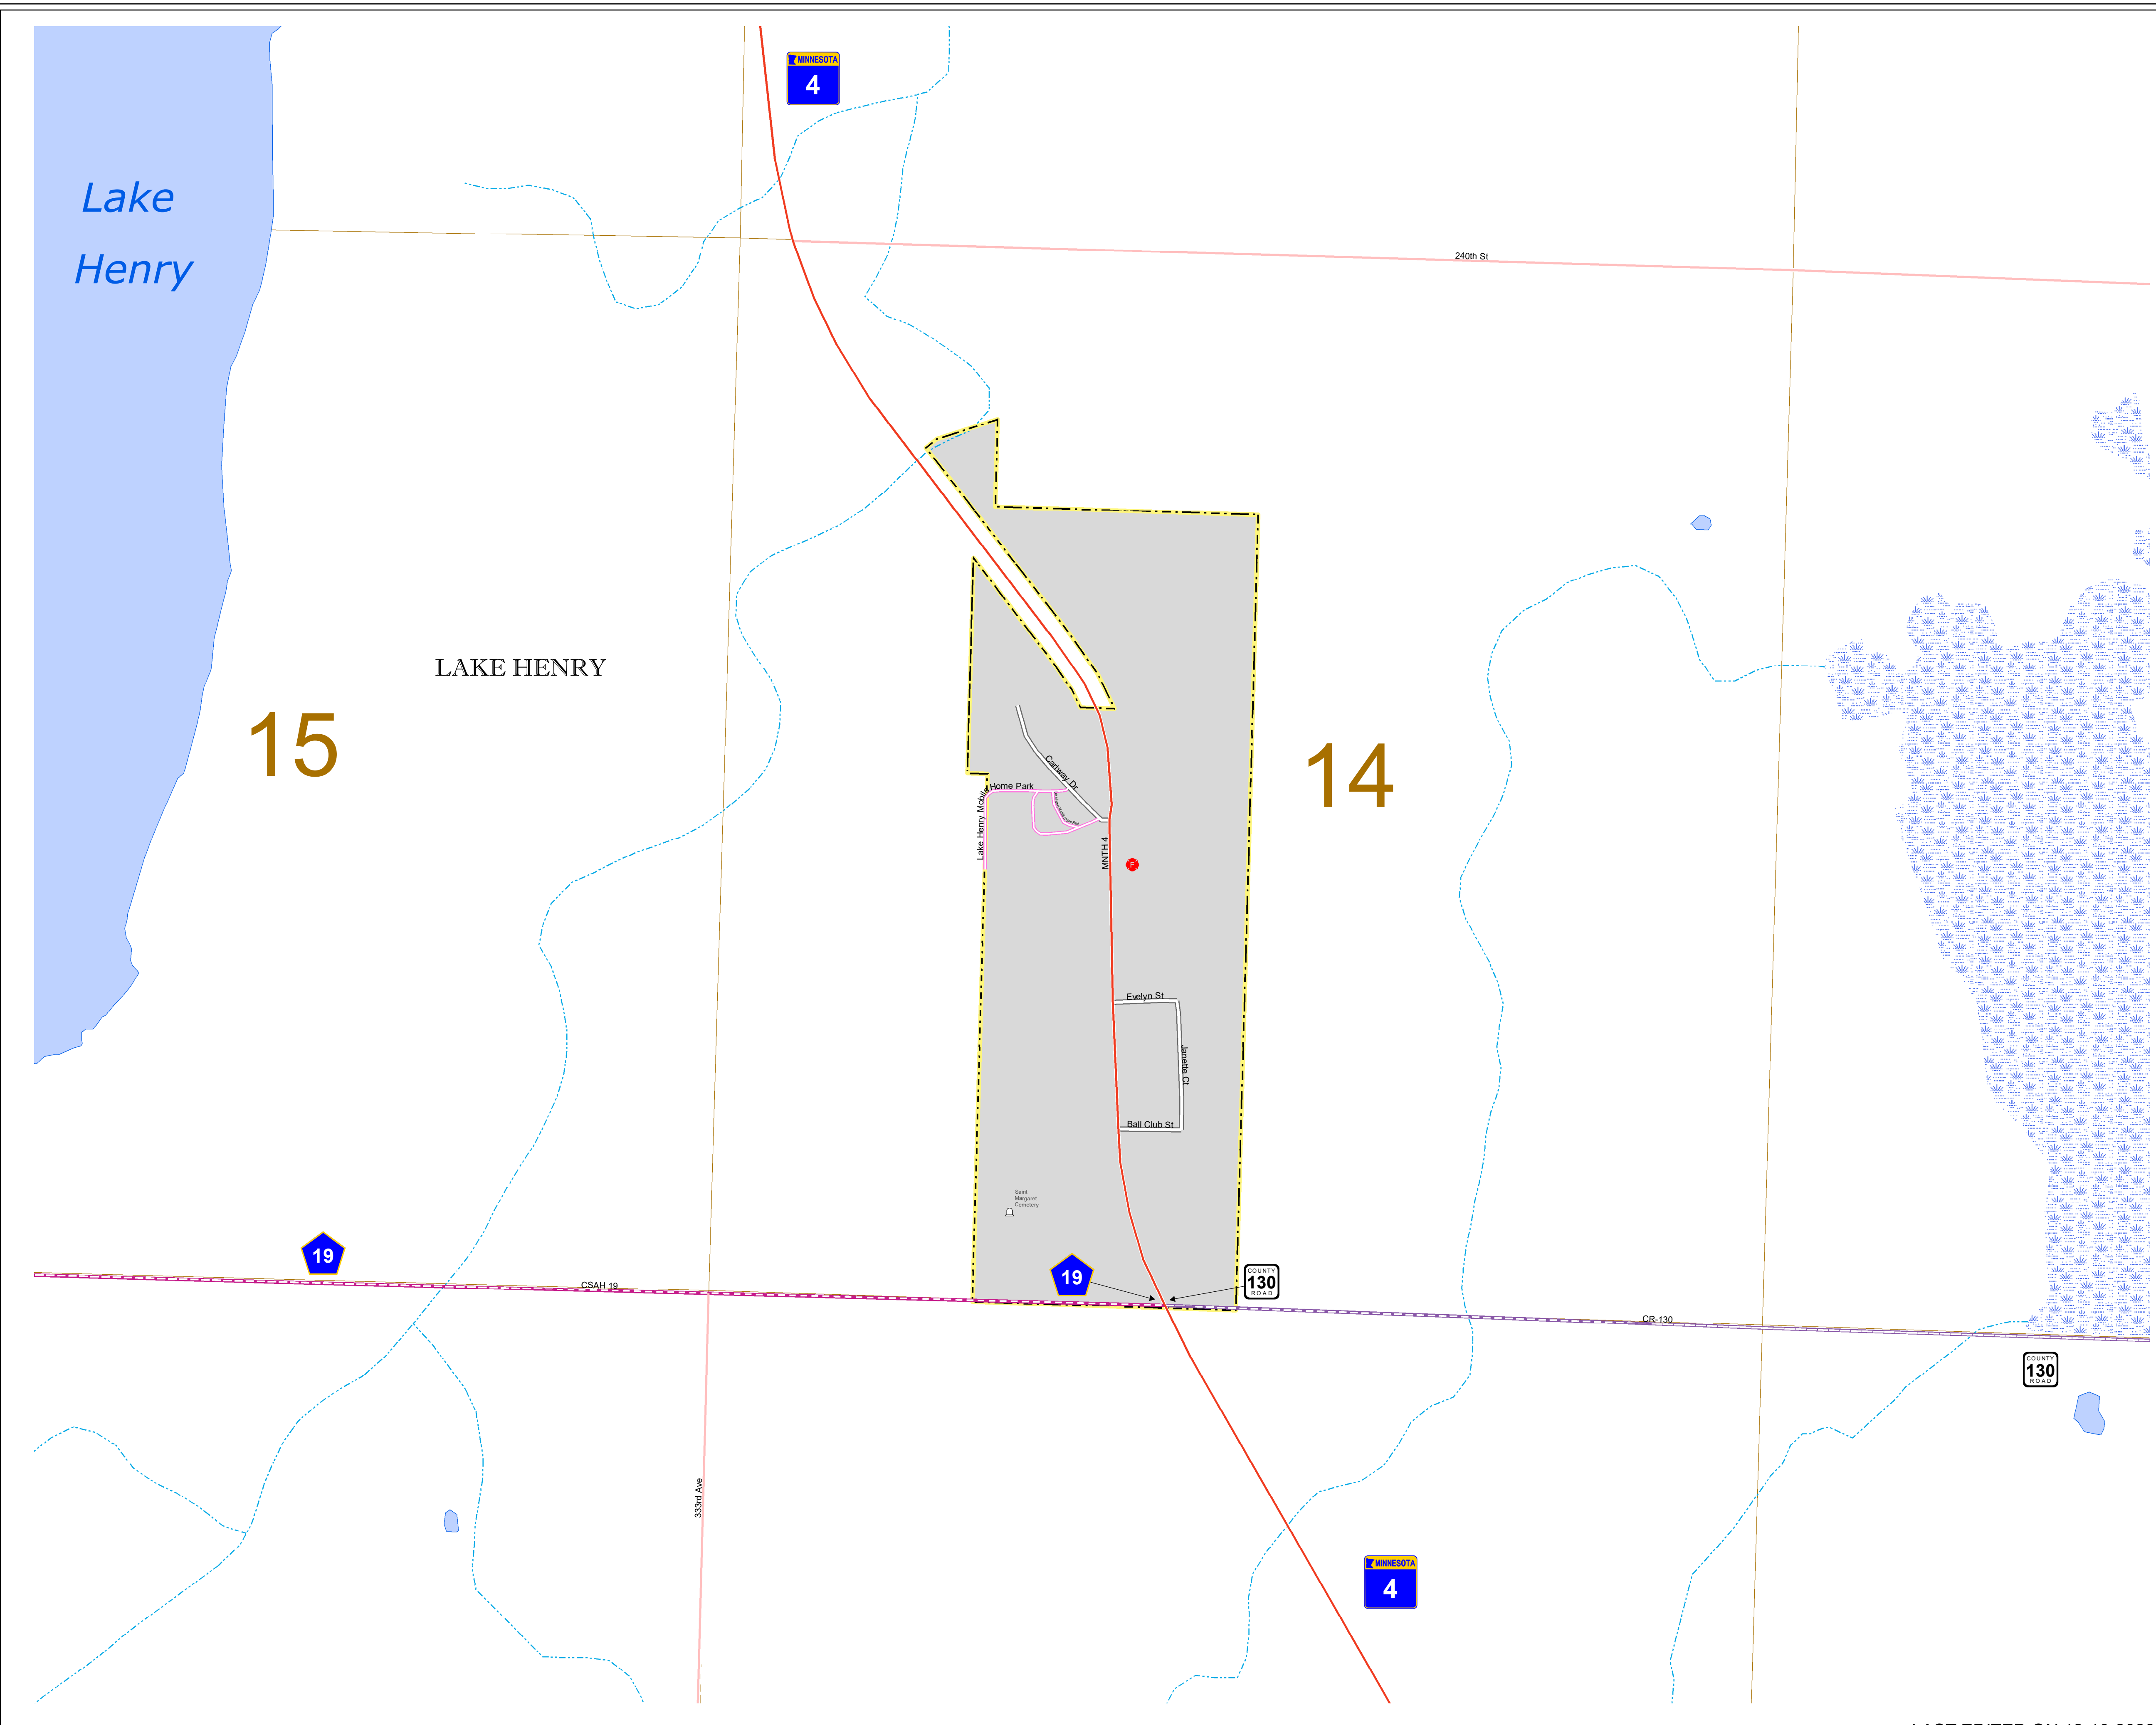 MINNESOTA
4
Lake
Henry
240th St
LAKE HENRY
15
14
Cartway Dr
Lake Henry Mobile Home Park
MNTH 4
F
Evelyn St
Janette Ct
Ball Club St
Saint
Margaret
Cemetery
19
CSAH 19
19
COUNTY
130
ROAD
CR-130
COUNTY
130
ROAD
333rd Ave
MINNESOTA
4